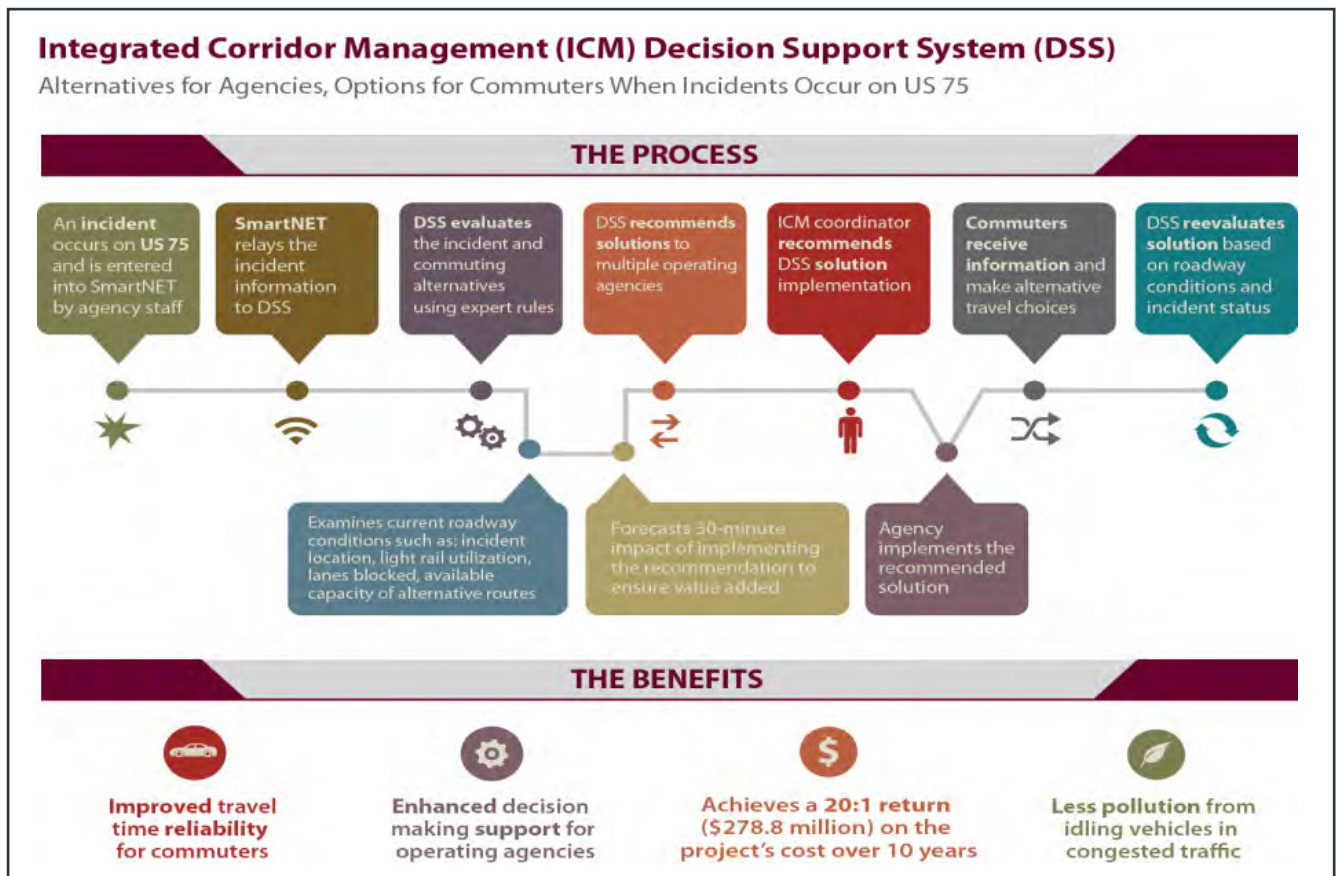 Integrated Corridor Management (ICM) Decision Support System (DSS)
Alternatives for Agencies, Options for Commuters When Incidents Occur on US 75
THE PROCESS
An incident
occurs on US 75
and is entered
into SmartNET
by agency staff
SmartNET
relays the
incident
information
to DSS
DSS evaluates
the incident and
commuting
alternatives
using expert rules
DSS recommends
solutions to
multiple operating
agencies
ICM coordinator
recommends
DSS solution
implementation
Commuters
receive
information and
make alternative
travel choices
DSS reevaluates
solution based
on roadway
conditions and
incident status
Examines current roadway
conditions such as: incident
location, light rail utilization,
lanes blocked, available
capacity of alternative routes
Forecasts 30-minute
impact of implementing
the recommendation to
ensure value added
Agency
implements the
recommended
solution
THE BENEFITS
Improved travel
time reliability
for commuters
Enhanced decision
making support for
operating agencies
$
Achieves a 20:1 return
($278.8 million) on the
project's cost over 10 years
Less pollution from
idling vehicles in
congested traffic